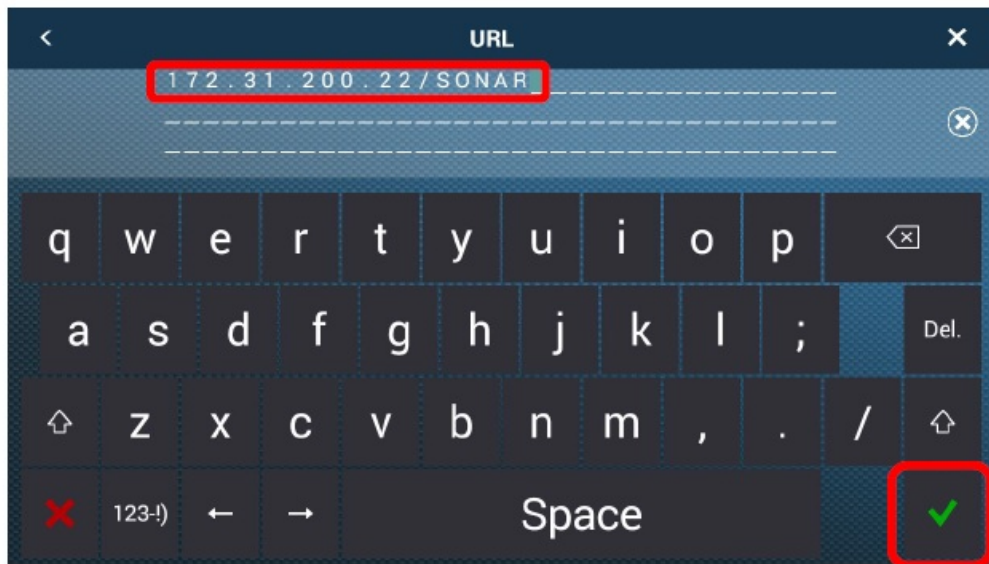 URL
172.31.200.22/SONAR
q w e r t y u i o p
a s d f g h j k l ; Del.
z x c v b n m , . /
123-!) ← → Space